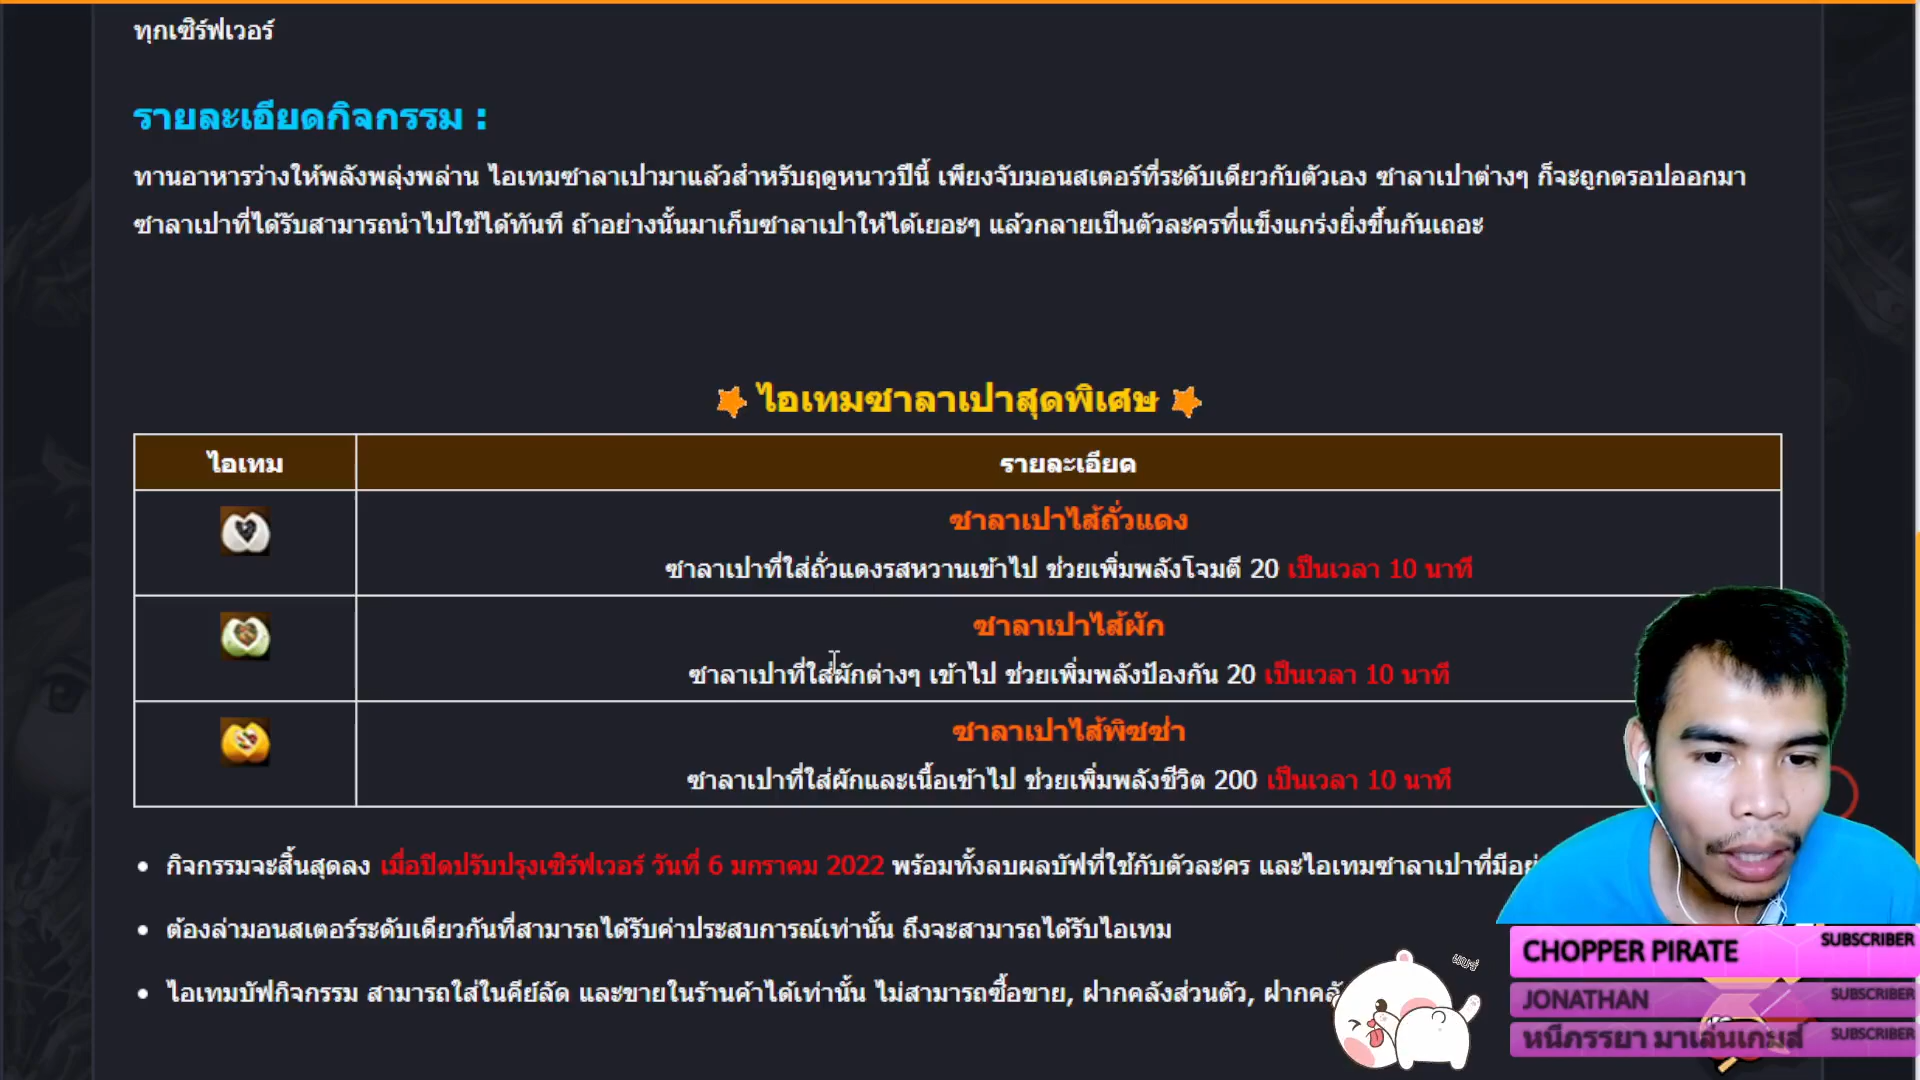 ทุกเซิร์ฟเวอร์
รายละเอียดกิจกรรม :
ทานอาหารว่างให้พลังพลุ่งพล่าน ไอเทมซาลาเปามาแล้วสำหรับฤดูหนาวปีนี้ เพียงจับมอนสเตอร์ที่ระดับเดียวกับตัวเอง ซาลาเปาต่างๆ ก็จะถูกดรอปออกมา
ซาลาเปาที่ได้รับสามารถนำไปใช้ได้ทันที ถ้าอย่างนั้นมาเก็บซาลาเปาให้ได้เยอะๆ แล้วกลายเป็นตัวละครที่แข็งแกร่งยิ่งขึ้นกันเถอะ
ไอเทมซาลาเปาสุดพิเศษ
ไอเทม
รายละเอียด
ซาลาเปาไส้ถั่วแดง
ซาลาเปาที่ใส่ถั่วแดงรสหวานเข้าไป ช่วยเพิ่มพลังโจมตี 20 เป็นเวลา 10 นาที
ซาลาเปาไส้ผัก
ซาลาเปาที่ใส่ผักต่างๆ เข้าไป ช่วยเพิ่มพลังป้องกัน 20 เป็นเวลา 10 นาที
ซาลาเปาไส้พิซซ่า
ซาลาเปาที่ใส่ผักและเนื้อเข้าไป ช่วยเพิ่มพลังชีวิต 200 เป็นเวลา 10 นาที
กิจกรรมจะสิ้นสุดลง เมื่อปิดปรับปรุงเซิร์ฟเวอร์ วันที่ 6 มกราคม 2022 พร้อมทั้งลบผลบัฟที่ใช้กับตัวละคร และไอเทมซาลาเปาที่มีอยู่
ต้องล่ามอนสเตอร์ระดับเดียวกันที่สามารถได้รับค่าประสบการณ์เท่านั้น ถึงจะสามารถได้รับไอเทม
ไอเทมบัฟกิจกรรม สามารถใส่ในคีย์ลัด และขายในร้านค้าได้เท่านั้น ไม่สามารถซื้อขาย, ฝากคลังส่วนตัว, ฝากคลั
CHOPPER PIRATE SUBSCRIBER
JONATHAN SUBSCRIBER
หนีภรรยา มาเล่นเกมส์ SUBSCRIBER